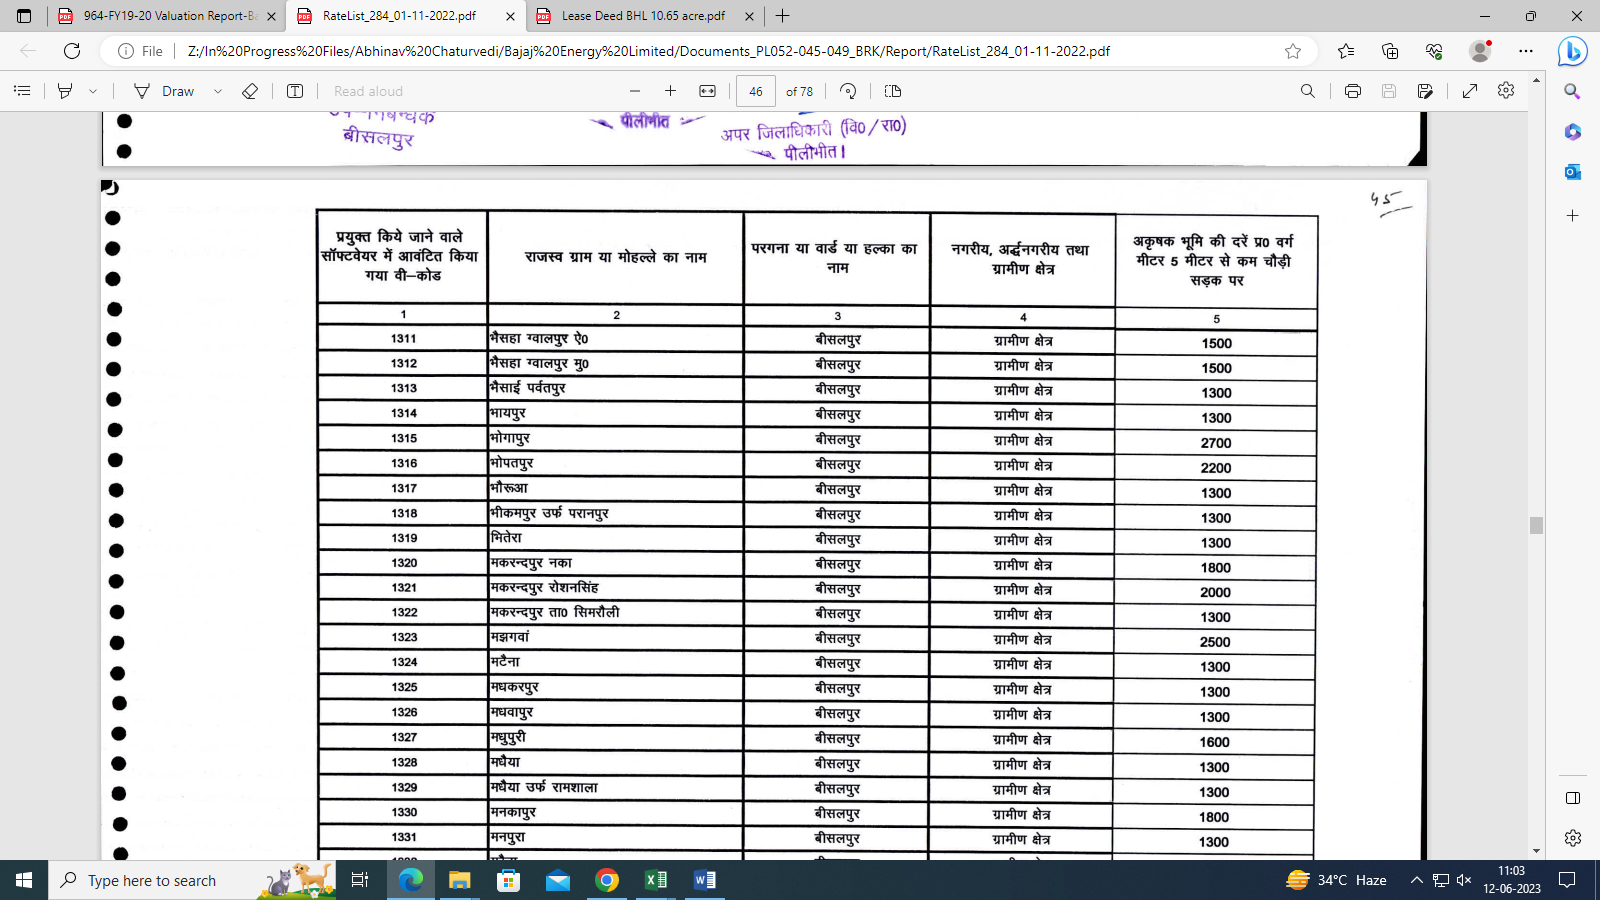 964-FY19-20 Valuation Report-Ba
RateList_284_01-11-2022.pdf
Lease Deed BHL 10.65 acre.pdf
File
Z:/In%20Progress%20Files/Abhinav%20Chaturvedi/Bajaj%20Energy%20Limited/Documents_PL052-045-049_BRK/Report/RateList_284_01-11-2022.pdf
Draw
Read aloud
46 of 78
बीसलपुर
पीलीभीत
अपर जिलाधिकारी (वि0/रा0)
पीलीभीत।
45
प्रयुक्त किये जाने वाले सॉफ्टवेयर में आवंटित किया गया वी–कोड
राजस्व ग्राम या मोहल्ले का नाम
परगना या वार्ड या हल्का का नाम
नगरीय, अर्द्धनगरीय तथा ग्रामीण क्षेत्र
अकृषक भूमि की दरें प्र0 वर्ग मीटर 5 मीटर से कम चौड़ी सड़क पर
1 2 3 4 5
1311 भैसहा ग्वालपुर ऐ0 बीसलपुर ग्रामीण क्षेत्र 1500
1312 भैसहा ग्वालपुर मु0 बीसलपुर ग्रामीण क्षेत्र 1500
1313 भैसाई पर्वतपुर बीसलपुर ग्रामीण क्षेत्र 1300
1314 भायपुर बीसलपुर ग्रामीण क्षेत्र 1300
1315 भोगापुर बीसलपुर ग्रामीण क्षेत्र 2700
1316 भोपतपुर बीसलपुर ग्रामीण क्षेत्र 2200
1317 भौरूआ बीसलपुर ग्रामीण क्षेत्र 1300
1318 भीकमपुर उर्फ परानपुर बीसलपुर ग्रामीण क्षेत्र 1300
1319 भितेरा बीसलपुर ग्रामीण क्षेत्र 1300
1320 मकरन्दपुर नका बीसलपुर ग्रामीण क्षेत्र 1800
1321 मकरन्दपुर रोशनसिंह बीसलपुर ग्रामीण क्षेत्र 2000
1322 मकरन्दपुर ता0 सिमरौली बीसलपुर ग्रामीण क्षेत्र 1300
1323 मझगवां बीसलपुर ग्रामीण क्षेत्र 2500
1324 मटैना बीसलपुर ग्रामीण क्षेत्र 1300
1325 मधकरपुर बीसलपुर ग्रामीण क्षेत्र 1300
1326 मधवापुर बीसलपुर ग्रामीण क्षेत्र 1300
1327 मधुपुरी बीसलपुर ग्रामीण क्षेत्र 1600
1328 मधैया बीसलपुर ग्रामीण क्षेत्र 1300
1329 मधैया उर्फ रामशाला बीसलपुर ग्रामीण क्षेत्र 1300
1330 मनकापुर बीसलपुर ग्रामीण क्षेत्र 1800
1331 मनपुरा बीसलपुर ग्रामीण क्षेत्र 1300
Type here to search
34°C Haze
11:03
12-06-2023